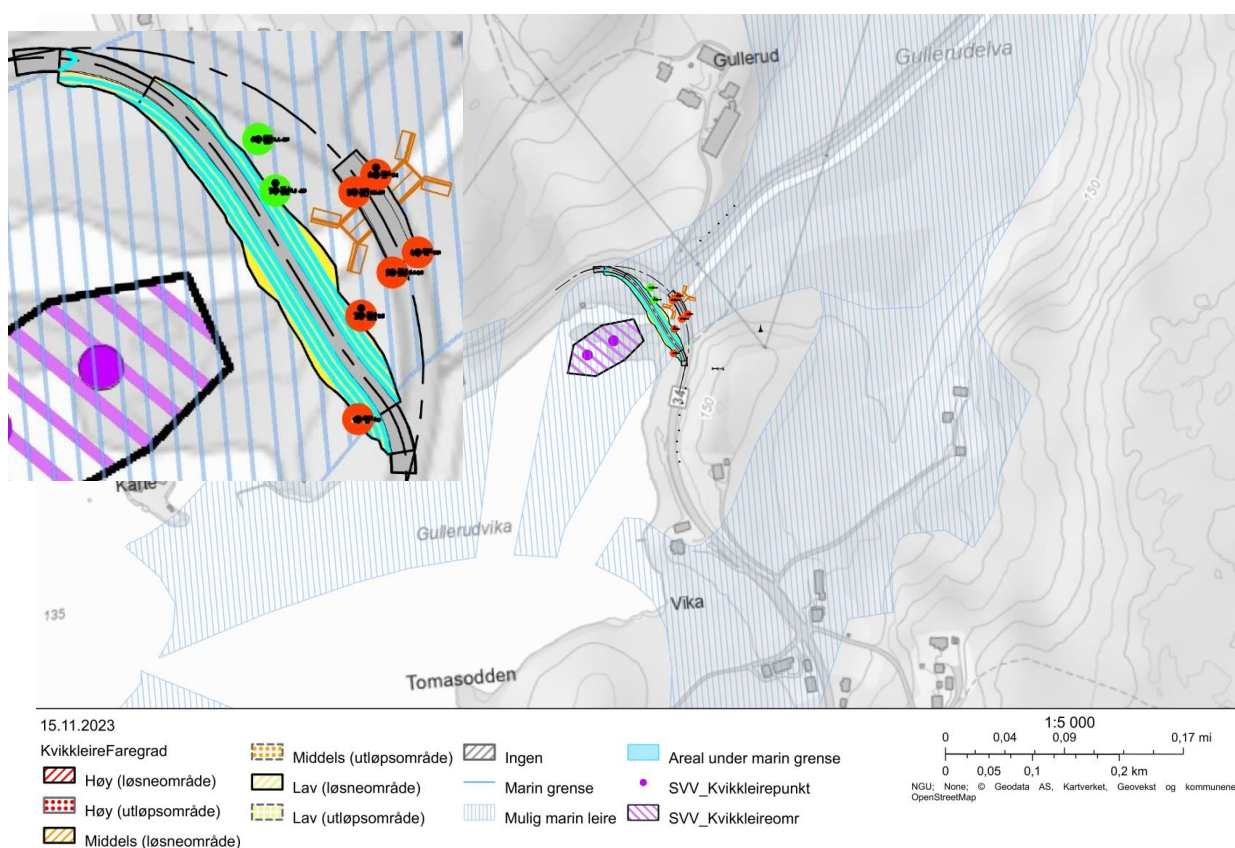 Gullerud
Gullerudelva
150
34
150
Gullerudvika
135
Vika
Tomasodden
15.11.2023
KvikkleireFaregrad
Høy (løsneområde)
Høy (utløpsområde)
Middels (løsneområde)
Middels (utløpsområde)
Lav (løsneområde)
Lav (utløpsområde)
Ingen
Marin grense
Mulig marin leire
Areal under marin grense
SVV_Kvikkleirepunkt
SVV_Kvikkleireomr
1:5 000
0 0,04 0,09 0,17 mi
0 0,05 0,1 0,2 km
NGU; None; © Geodata AS, Kartverket, Geovekst og kommunene
OpenStreetMap